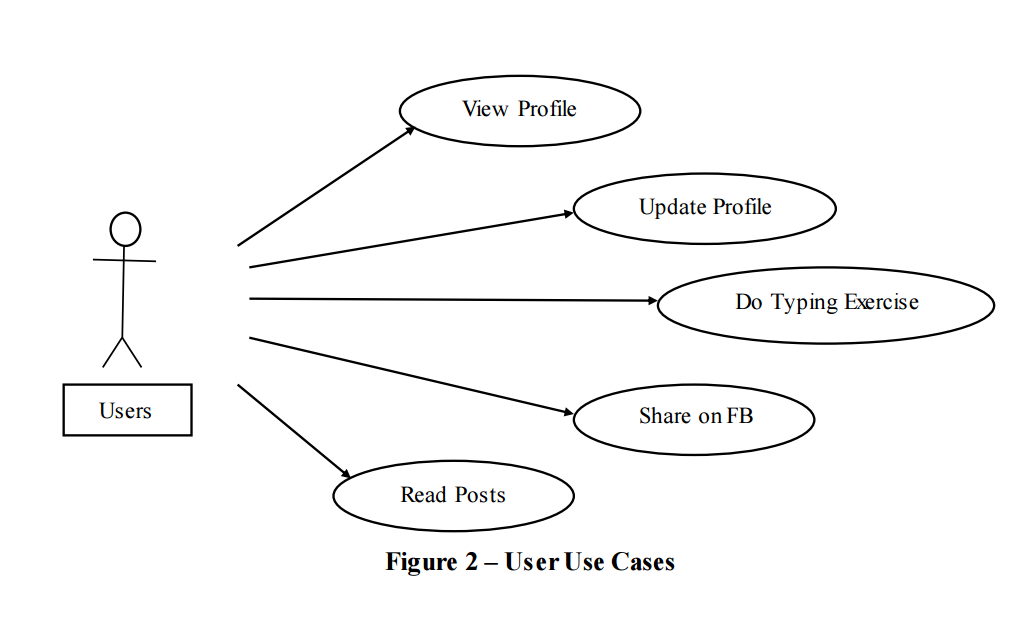 View Profile
Update Profile
Do Typing Exercise
Users
Share on FB
Read Posts
Figure 2 – User Use Cases